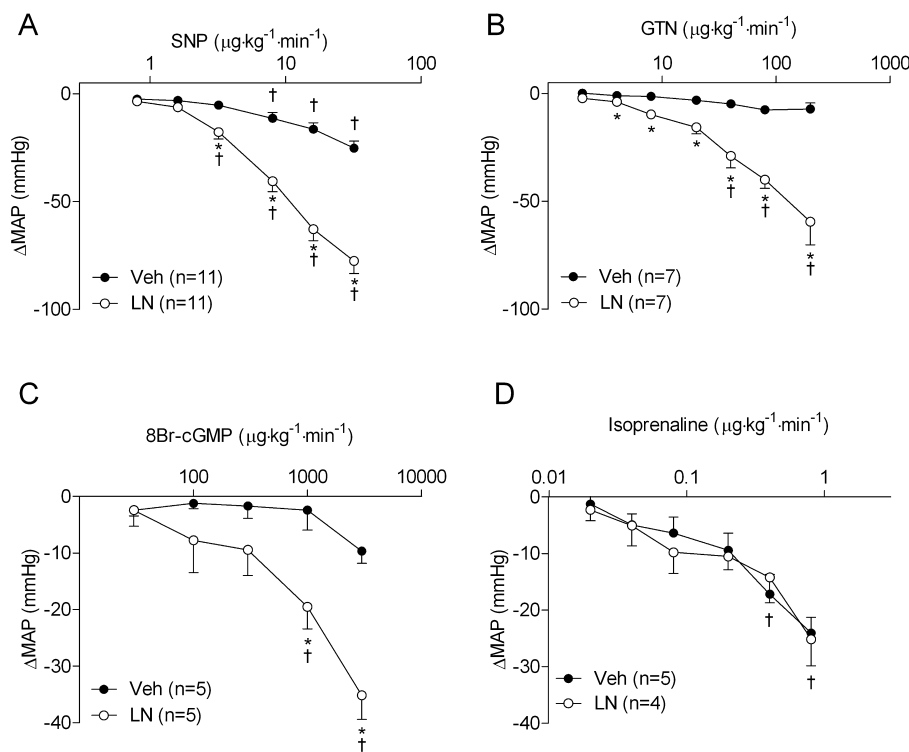 A
SNP (μg·kg⁻¹·min⁻¹)
1 10 100
0
-50
-100
ΔMAP (mmHg)
† † †
*
†
*
†
*
†
*
†
Veh (n=11)
LN (n=11)
B
GTN (μg·kg⁻¹·min⁻¹)
10 100 1000
0
-50
-100
ΔMAP (mmHg)
* * *
*
†
*
†
*
†
Veh (n=7)
LN (n=7)
C
8Br-cGMP (μg·kg⁻¹·min⁻¹)
100 1000 10000
0
-10
-20
-30
-40
ΔMAP (mmHg)
*
†
*
†
Veh (n=5)
LN (n=5)
D
Isoprenaline (μg·kg⁻¹·min⁻¹)
0.01 0.1 1
0
-10
-20
-30
-40
ΔMAP (mmHg)
†
†
Veh (n=5)
LN (n=4)